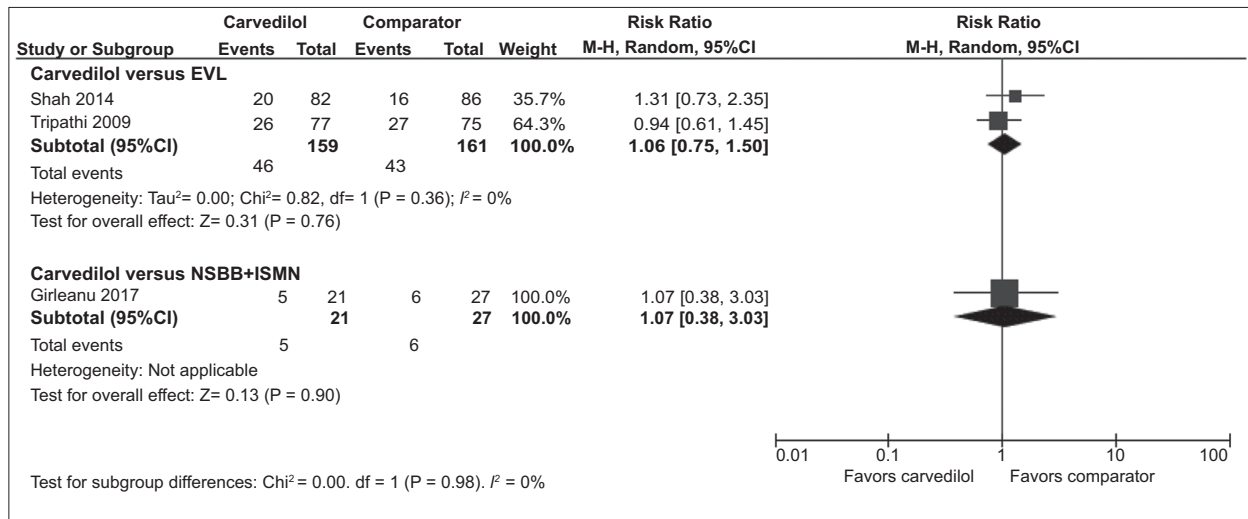 Carvedilol Comparator Risk Ratio Risk Ratio
Study or Subgroup Events Total Events Total Weight M-H, Random, 95%CI M-H, Random, 95%CI
Carvedilol versus EVL
Shah 2014 20 82 16 86 35.7% 1.31 [0.73, 2.35]
Tripathi 2009 26 77 27 75 64.3% 0.94 [0.61, 1.45]
Subtotal (95%CI) 159 161 100.0% 1.06 [0.75, 1.50]
Total events 46 43
Heterogeneity: Tau²= 0.00; Chi²= 0.82, df= 1 (P = 0.36); I² = 0%
Test for overall effect: Z= 0.31 (P = 0.76)
Carvedilol versus NSBB+ISMN
Girleanu 2017 5 21 6 27 100.0% 1.07 [0.38, 3.03]
Subtotal (95%CI) 21 27 100.0% 1.07 [0.38, 3.03]
Total events 5 6
Heterogeneity: Not applicable
Test for overall effect: Z= 0.13 (P = 0.90)
0.01 0.1 1 10 100
Favors carvedilol Favors comparator
Test for subgroup differences: Chi² = 0.00. df = 1 (P = 0.98). I² = 0%